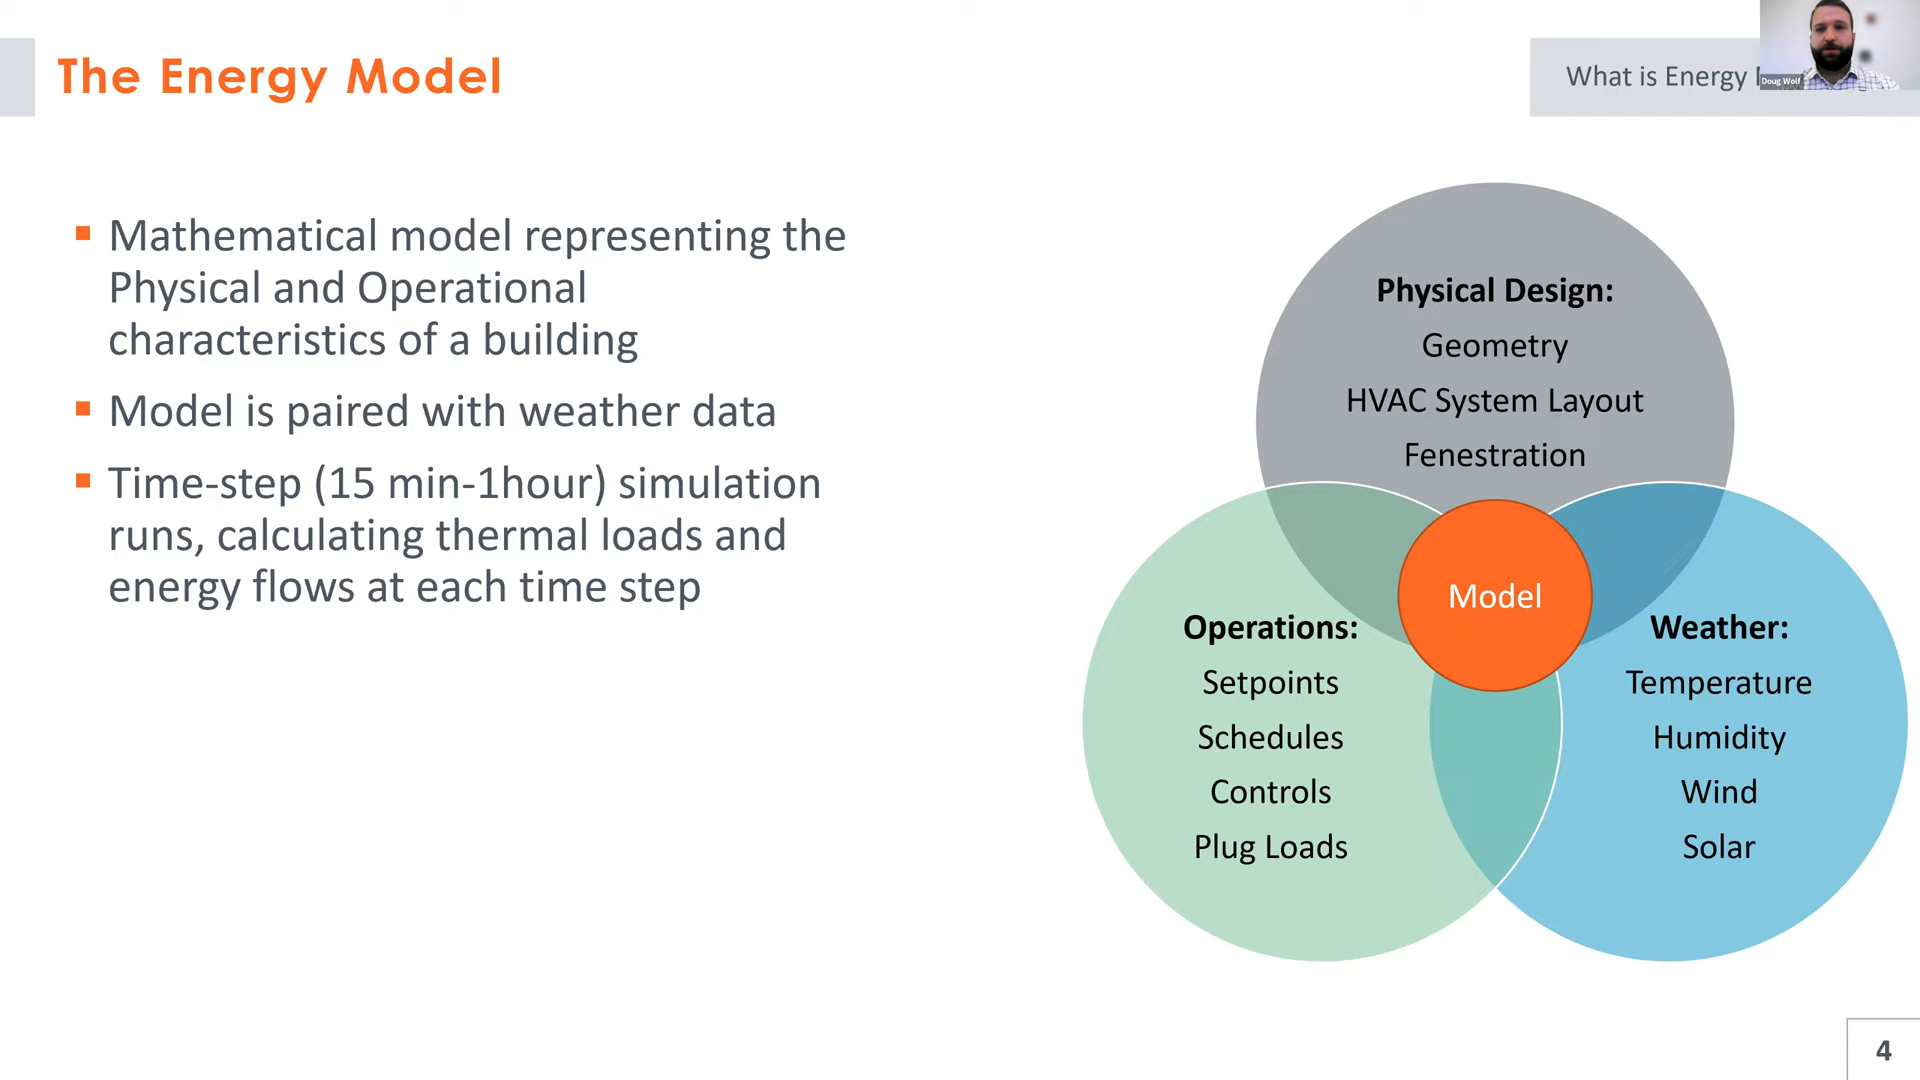 The Energy Model
What is Energy
Doug Wolf
▪ Mathematical model representing the
Physical and Operational
characteristics of a building
▪ Model is paired with weather data
▪ Time-step (15 min-1hour) simulation
runs, calculating thermal loads and
energy flows at each time step
Physical Design:
Geometry
HVAC System Layout
Fenestration
Model
Operations:
Setpoints
Schedules
Controls
Plug Loads
Weather:
Temperature
Humidity
Wind
Solar
4